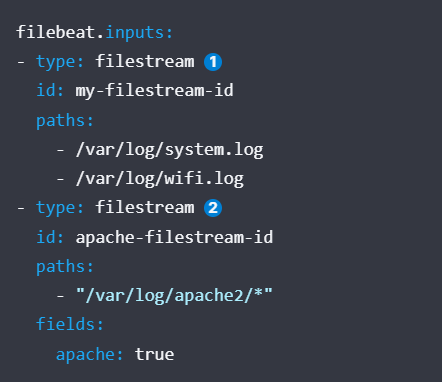 filebeat.inputs:
- type: filestream 1
  id: my-filestream-id
  paths:
    - /var/log/system.log
    - /var/log/wifi.log
- type: filestream 2
  id: apache-filestream-id
  paths:
    - "/var/log/apache2/*"
  fields:
    apache: true